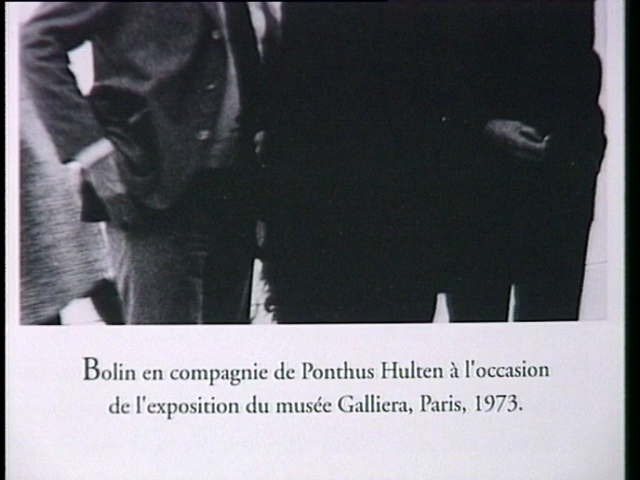 Bolin en compagnie de Ponthus Hulten à l'occasion
de l'exposition du musée Galliera, Paris, 1973.